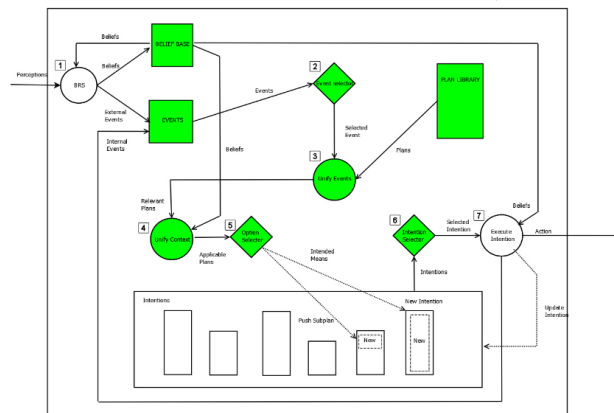 Beliefs
BELIEF BASE
1
Perceptions
BRS
Beliefs
2
Event selector
PLAN LIBRARY
Events
External
Events
EVENTS
Internal
Events
Selected
Event
Beliefs
3
Plans
Unify Events
Relevant
Plans
4
Unify Context
5
Option
Selector
Applicable
Plans
Intended
Means
6
Intention
Selector
Selected
Intention
7
Beliefs
Execute
Intention
Action
Intentions
Intentions
New Intention
Push Subplan
New
New
Update
Intention